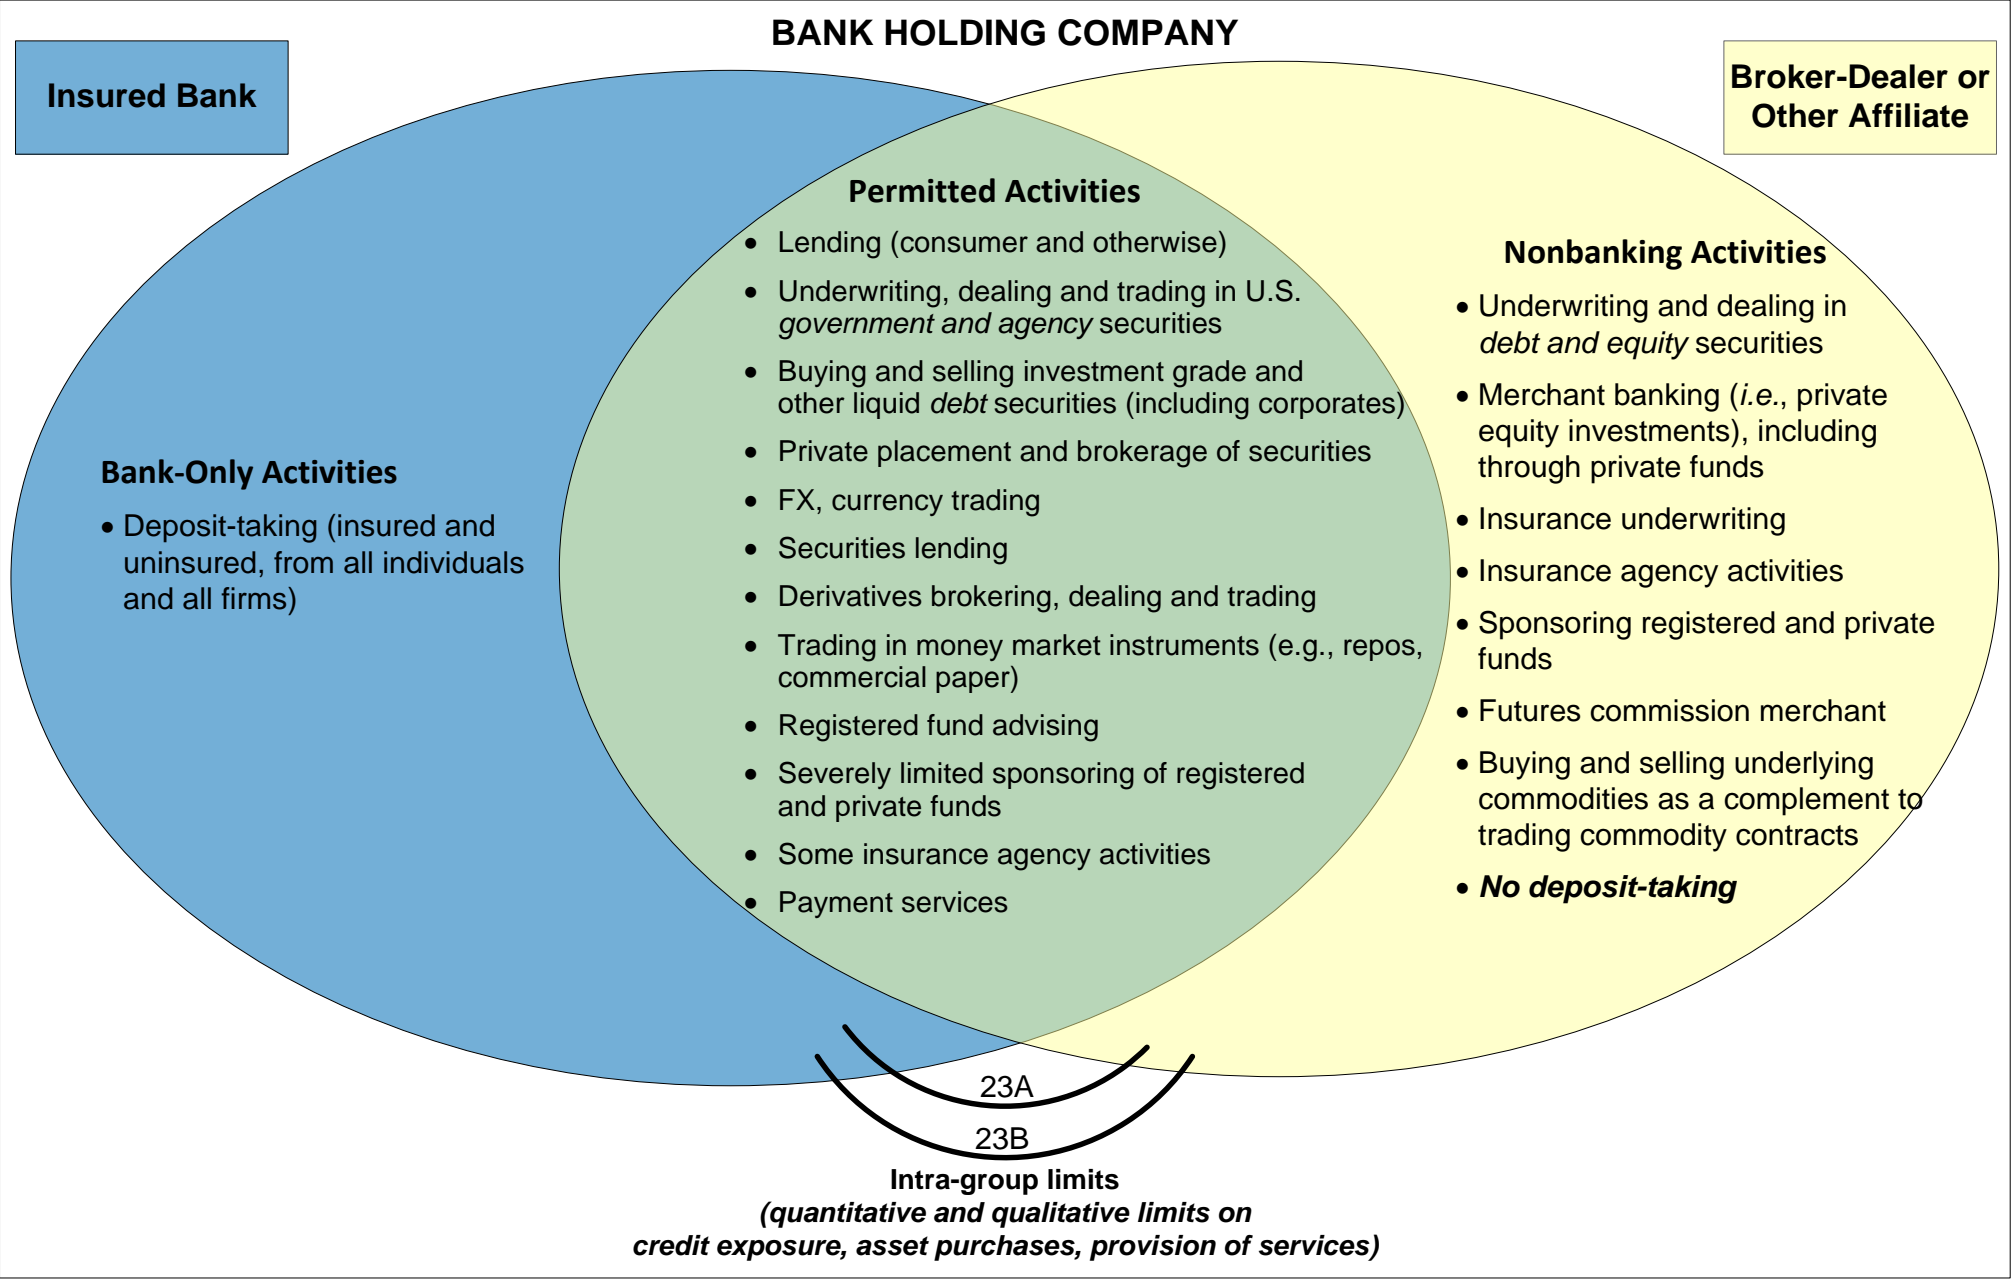 BANK HOLDING COMPANY
Insured Bank
Broker-Dealer or
Other Affiliate
Bank-Only Activities
• Deposit-taking (insured and
uninsured, from all individuals
and all firms)
Permitted Activities
• Lending (consumer and otherwise)
• Underwriting, dealing and trading in U.S.
government and agency securities
• Buying and selling investment grade and
other liquid debt securities (including corporates)
• Private placement and brokerage of securities
• FX, currency trading
• Securities lending
• Derivatives brokering, dealing and trading
• Trading in money market instruments (e.g., repos,
commercial paper)
• Registered fund advising
• Severely limited sponsoring of registered
and private funds
• Some insurance agency activities
• Payment services
Nonbanking Activities
• Underwriting and dealing in
debt and equity securities
• Merchant banking (i.e., private
equity investments), including
through private funds
• Insurance underwriting
• Insurance agency activities
• Sponsoring registered and private
funds
• Futures commission merchant
• Buying and selling underlying
commodities as a complement to
trading commodity contracts
• No deposit-taking
23A
23B
Intra-group limits
(quantitative and qualitative limits on
credit exposure, asset purchases, provision of services)